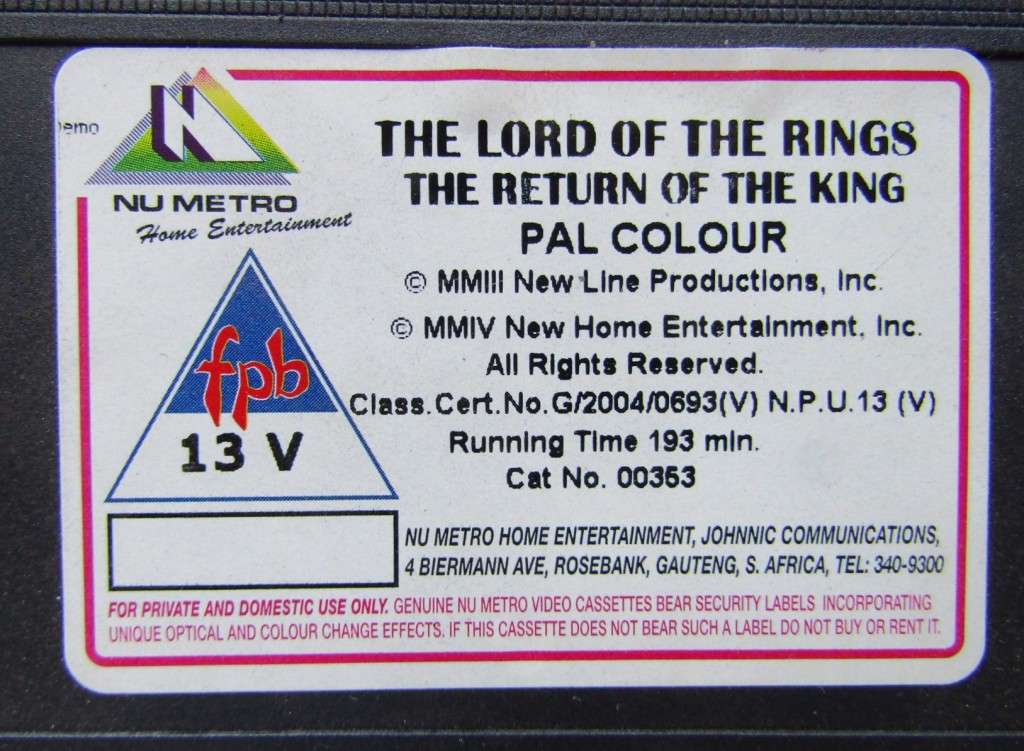 Demo
N
NU METRO
Home Entertainment
THE LORD OF THE RINGS
THE RETURN OF THE KING
PAL COLOUR
© MMIII New Line Productions, Inc.
© MMIV New Home Entertainment, Inc.
All Rights Reserved.
fpb
13 V
Class.Cert.No.G/2004/0693(V) N.P.U.13 (V)
Running Time 193 min.
Cat No. 00353
NU METRO HOME ENTERTAINMENT, JOHNNIC COMMUNICATIONS,
4 BIERMANN AVE, ROSEBANK, GAUTENG, S. AFRICA, TEL: 340-9300
FOR PRIVATE AND DOMESTIC USE ONLY. GENUINE NU METRO VIDEO CASSETTES BEAR SECURITY LABELS INCORPORATING
UNIQUE OPTICAL AND COLOUR CHANGE EFFECTS. IF THIS CASSETTE DOES NOT BEAR SUCH A LABEL DO NOT BUY OR RENT IT.